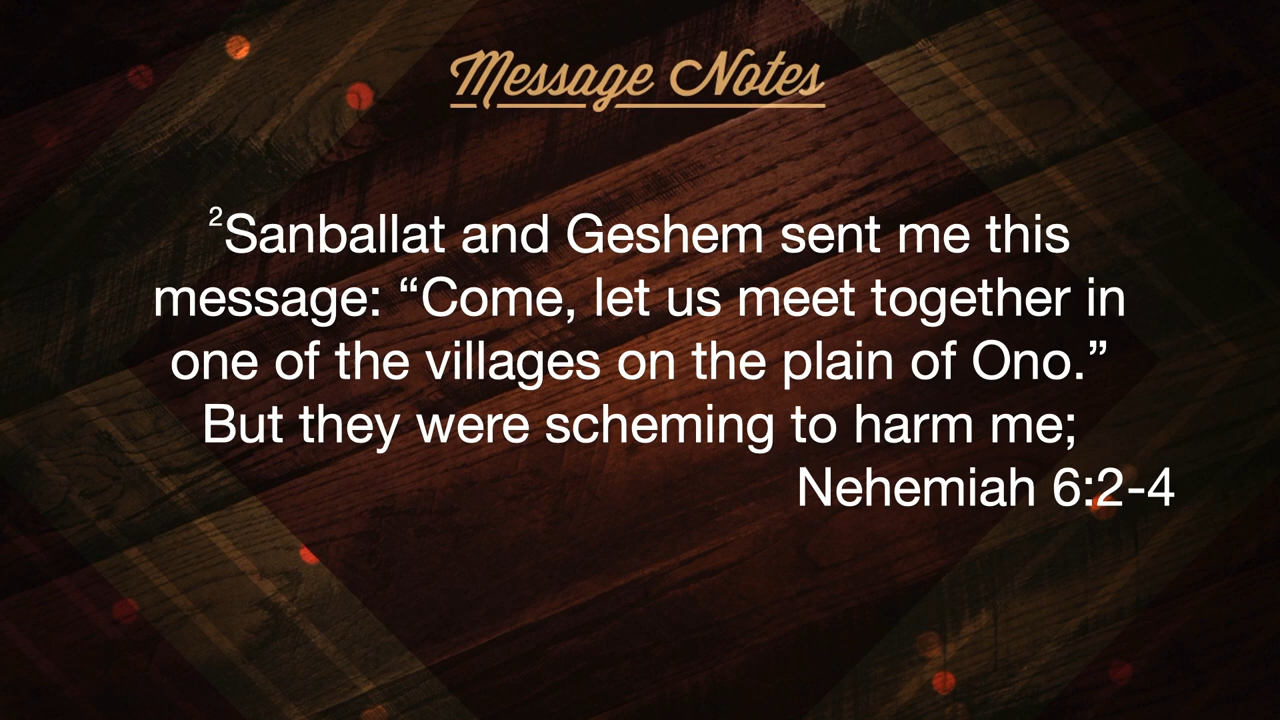 Message Notes
²Sanballat and Geshem sent me this
message: “Come, let us meet together in
one of the villages on the plain of Ono.”
But they were scheming to harm me;
Nehemiah 6:2-4